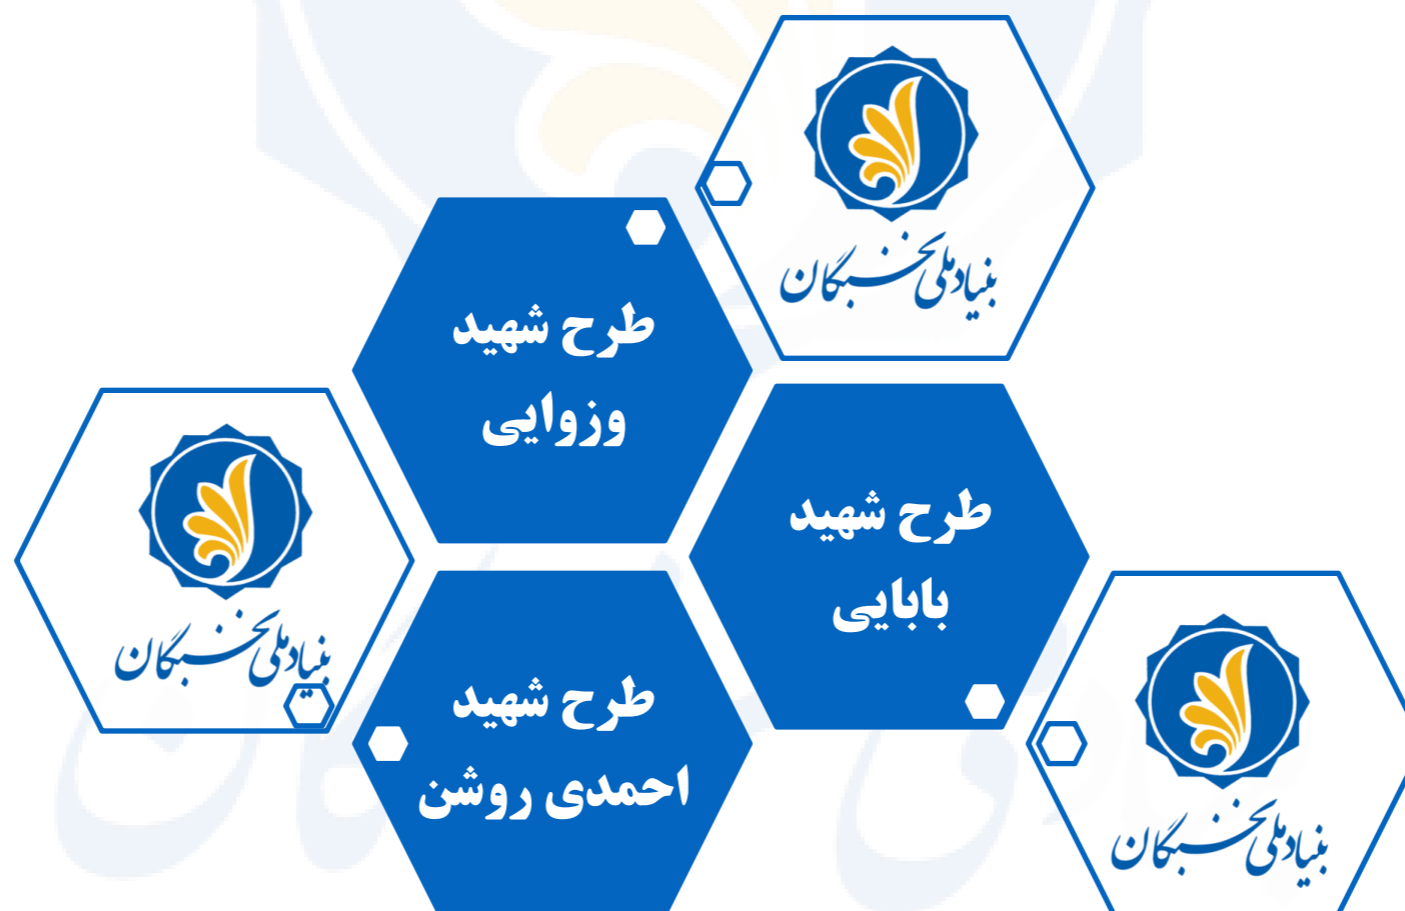 بنیاد ملی نخبگان
طرح شهید
وزوایی
طرح شهید
بابایی
بنیاد ملی نخبگان
طرح شهید
احمدی روشن
بنیاد ملی نخبگان